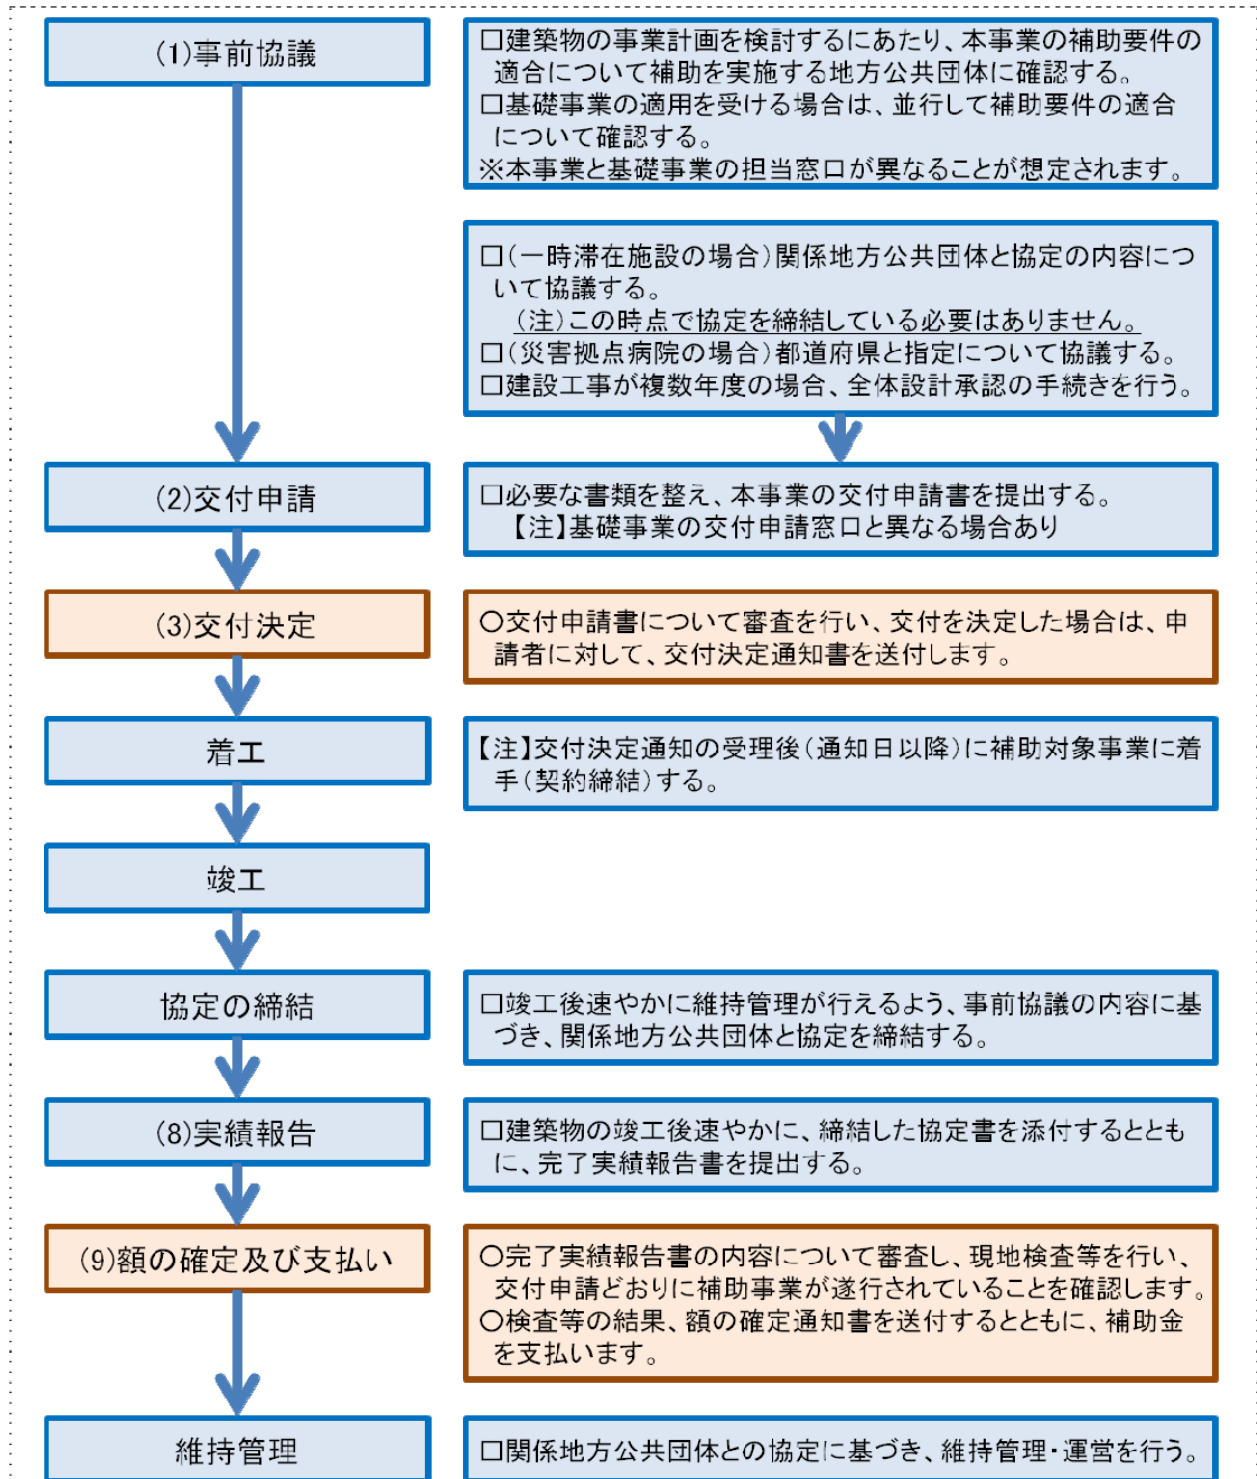 (1)事前協議
□建築物の事業計画を検討するにあたり、本事業の補助要件の
適合について補助を実施する地方公共団体に確認する。
□基礎事業の適用を受ける場合は、並行して補助要件の適合
について確認する。
※本事業と基礎事業の担当窓口が異なることが想定されます。
□(一時滞在施設の場合)関係地方公共団体と協定の内容につ
いて協議する。
(注)この時点で協定を締結している必要はありません。
□(災害拠点病院の場合)都道府県と指定について協議する。
□建設工事が複数年度の場合、全体設計承認の手続きを行う。
(2)交付申請
□必要な書類を整え、本事業の交付申請書を提出する。
【注】基礎事業の交付申請窓口と異なる場合あり
(3)交付決定
○交付申請書について審査を行い、交付を決定した場合は、申
請者に対して、交付決定通知書を送付します。
着工
【注】交付決定通知の受理後(通知日以降)に補助対象事業に着
手(契約締結)する。
竣工
協定の締結
□竣工後速やかに維持管理が行えるよう、事前協議の内容に基
づき、関係地方公共団体と協定を締結する。
(8)実績報告
□建築物の竣工後速やかに、締結した協定書を添付するととも
に、完了実績報告書を提出する。
(9)額の確定及び支払い
○完了実績報告書の内容について審査し、現地検査等を行い、
交付申請どおりに補助事業が遂行されていることを確認します。
○検査等の結果、額の確定通知書を送付するとともに、補助金
を支払います。
維持管理
□関係地方公共団体との協定に基づき、維持管理・運営を行う。